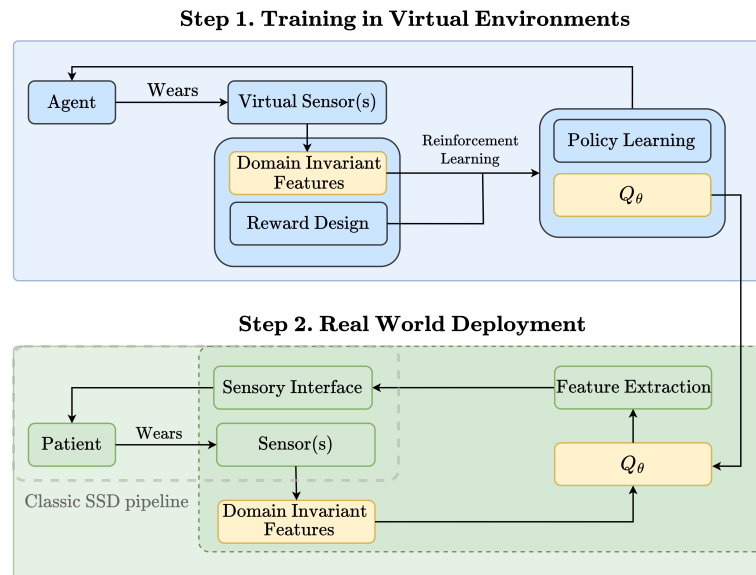 Step 1. Training in Virtual Environments
Agent
Wears
Virtual Sensor(s)
Domain Invariant
Features
Reward Design
Reinforcement
Learning
Policy Learning
Qθ
Step 2. Real World Deployment
Sensory Interface
Feature Extraction
Patient
Wears
Sensor(s)
Qθ
Classic SSD pipeline
Domain Invariant
Features